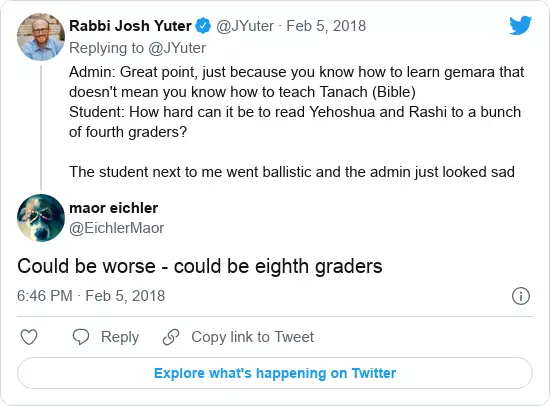 Rabbi Josh Yuter @JYuter · Feb 5, 2018
Replying to @JYuter
Admin: Great point, just because you know how to learn gemara that
doesn't mean you know how to teach Tanach (Bible)
Student: How hard can it be to read Yehoshua and Rashi to a bunch
of fourth graders?
The student next to me went ballistic and the admin just looked sad
maor eichler
@EichlerMaor
Could be worse - could be eighth graders
6:46 PM · Feb 5, 2018
Reply Copy link to Tweet
Explore what's happening on Twitter